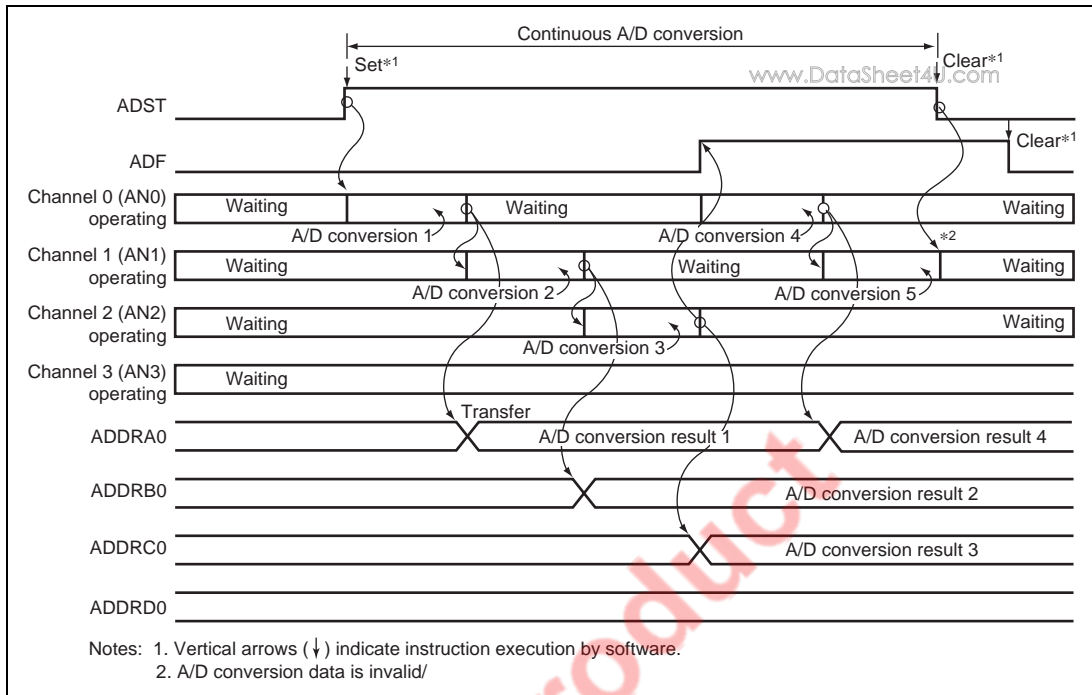 Continuous A/D conversion
Set*1
Clear*1
www.DataSheet4U.com
ADST
Clear*1
ADF
Channel 0 (AN0)
operating
Waiting
Waiting
Waiting
A/D conversion 1
A/D conversion 4
*2
Channel 1 (AN1)
operating
Waiting
Waiting
Waiting
A/D conversion 2
A/D conversion 5
Channel 2 (AN2)
operating
Waiting
Waiting
A/D conversion 3
Channel 3 (AN3)
operating
Waiting
Transfer
ADDRA0
A/D conversion result 1
A/D conversion result 4
ADDRB0
A/D conversion result 2
ADDRC0
A/D conversion result 3
ADDRD0
Notes: 1. Vertical arrows (↓) indicate instruction execution by software.
2. A/D conversion data is invalid/
roduct